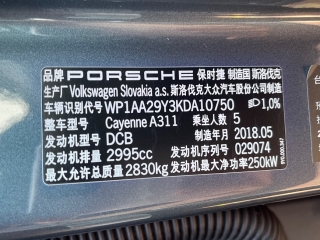 品牌 PORSCHE 保时捷 制造国 斯洛伐克
生产厂 Volkswagen Slovakia a.s. 斯洛伐克大众汽车股份公司
车辆识别代号 WP1AA29Y3KDA10750 1,0%
整车型号 Cayenne A311 乘坐人数 5
发动机型号 DCB 制造年月 2018.05
发动机排量 2995cc 发动机序号 029074
最大允许总质量 2830kg 发动机最大净功率 250kW